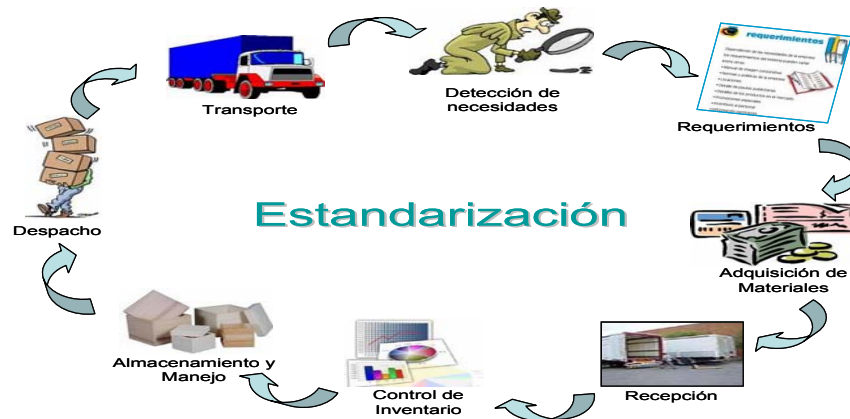 Transporte
Detección de
necesidades
requerimientos
Requerimientos
Estandarización
Despacho
Adquisición de
Materiales
Almacenamiento y
Manejo
Control de
Inventario
Recepción